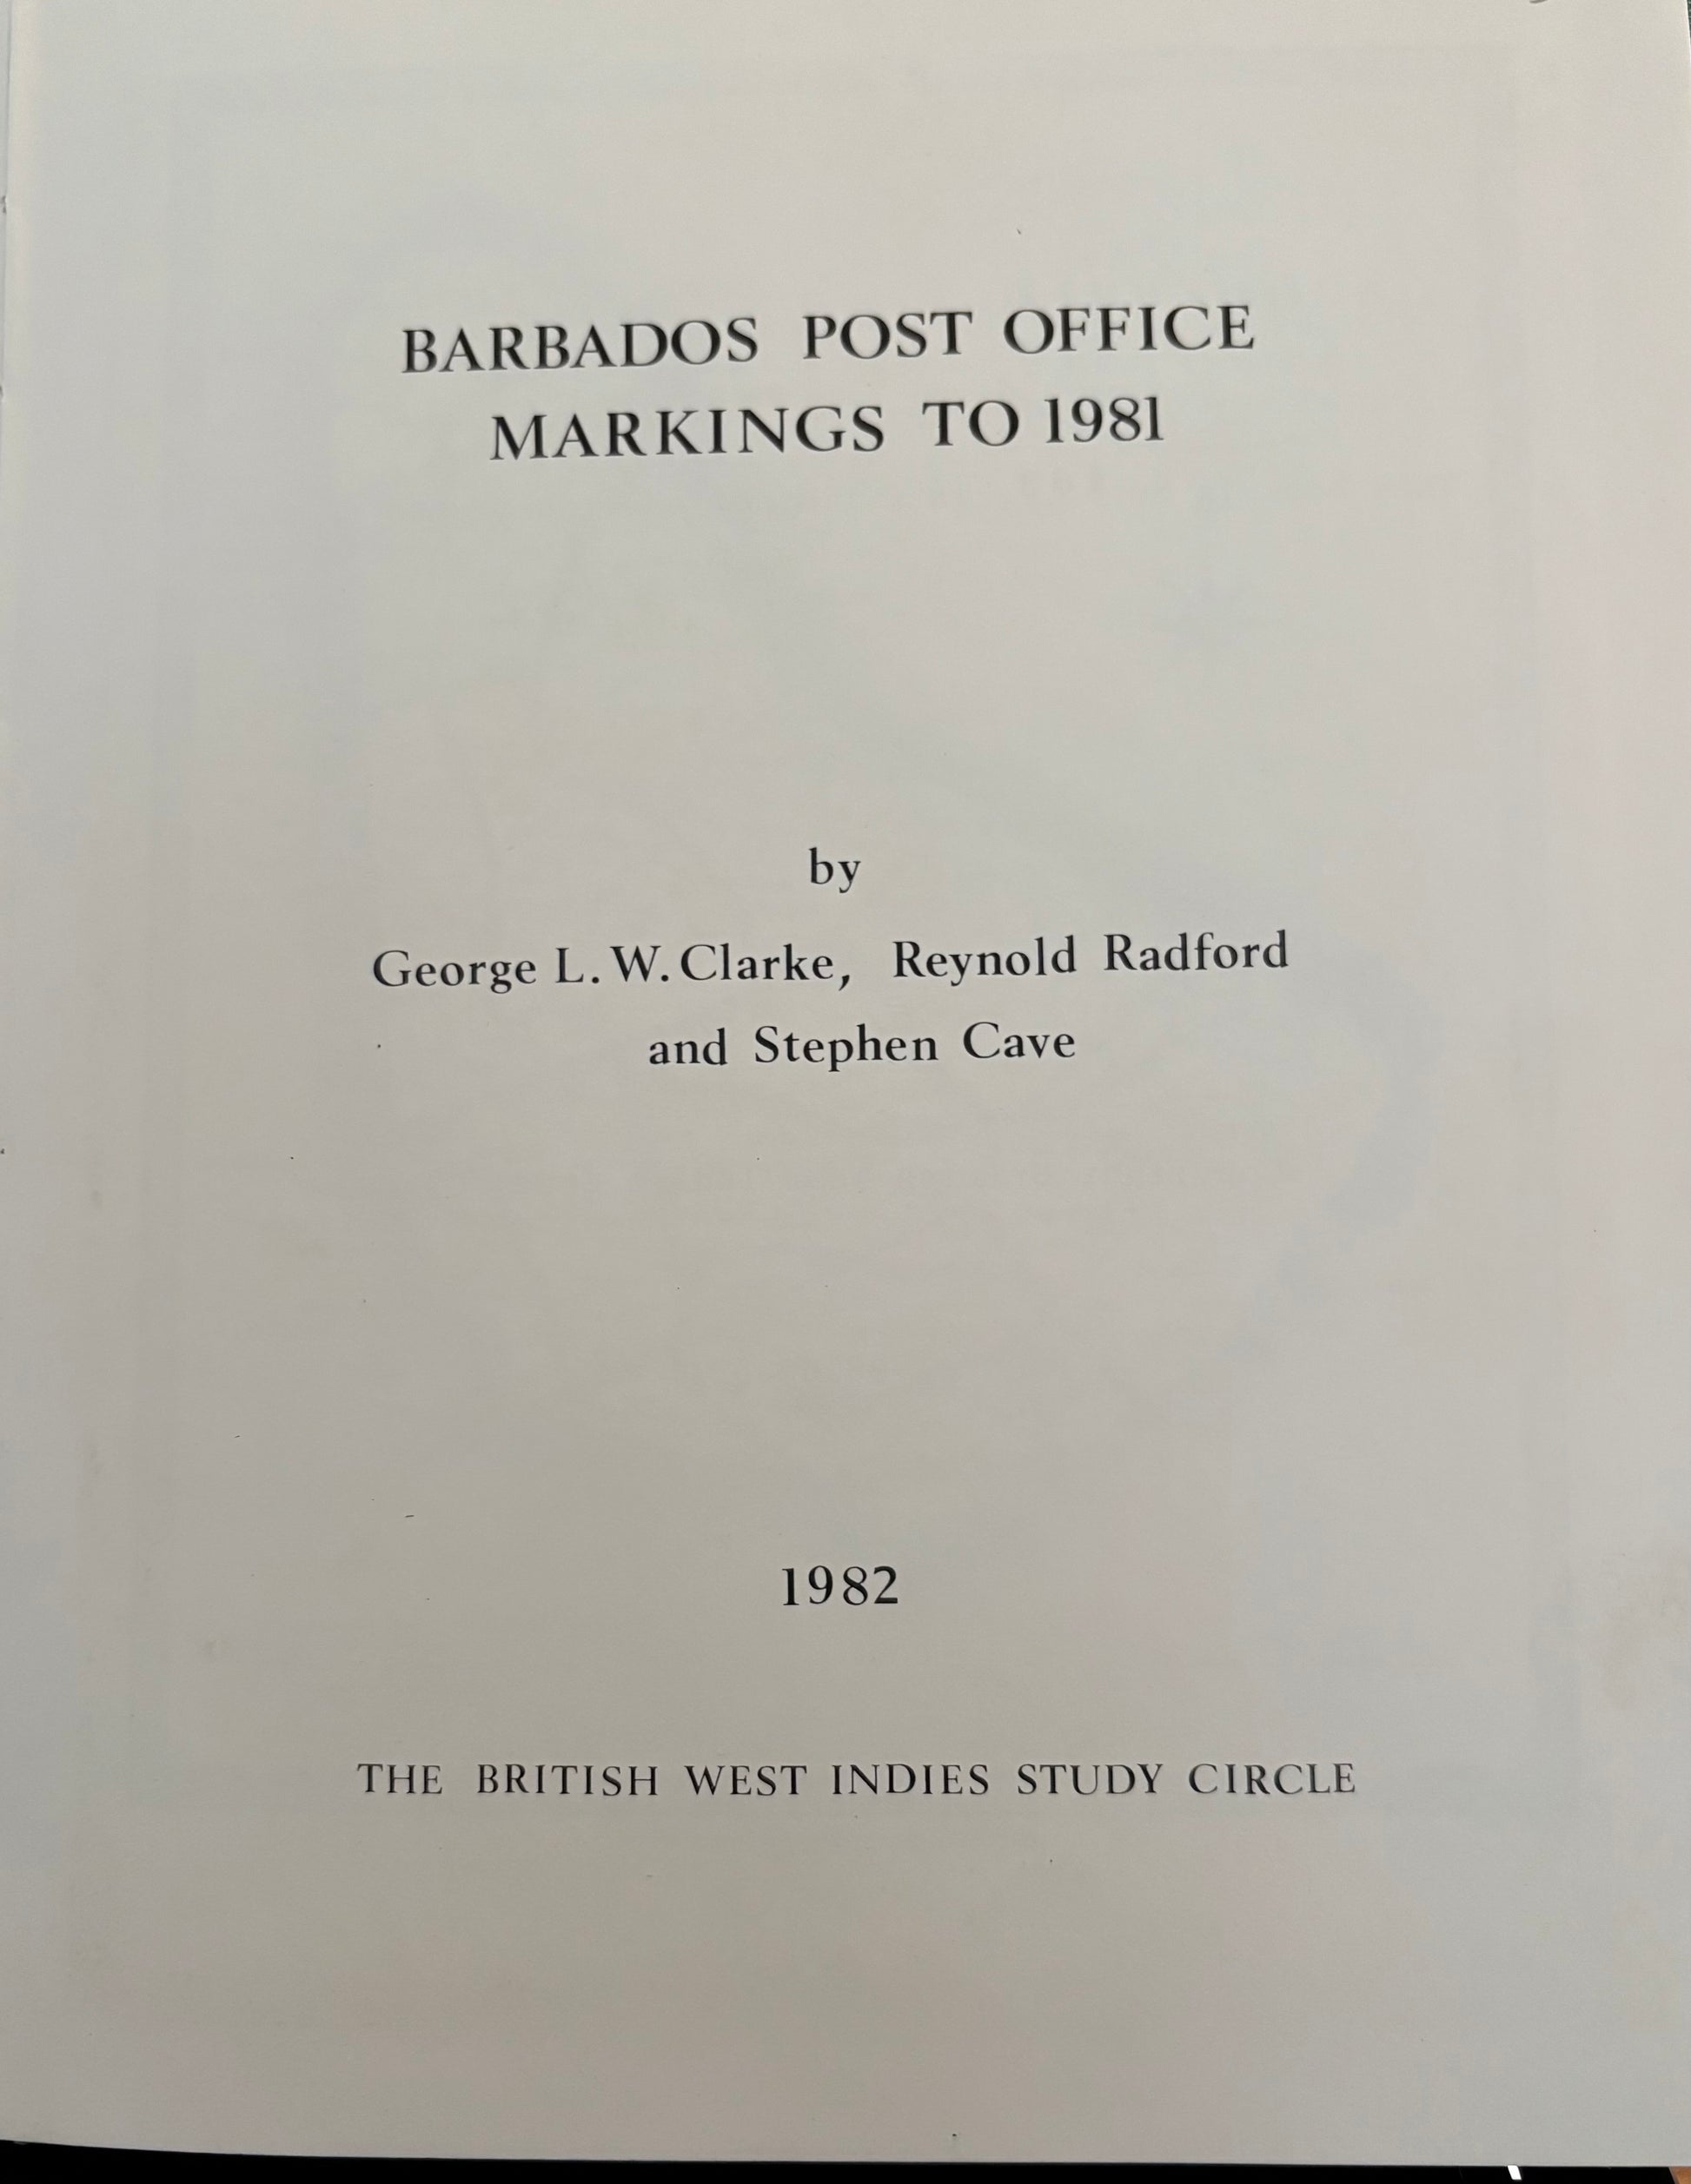 BARBADOS POST OFFICE
MARKINGS TO 1981
by
George L. W. Clarke, Reynold Radford
and Stephen Cave
1982
THE BRITISH WEST INDIES STUDY CIRCLE